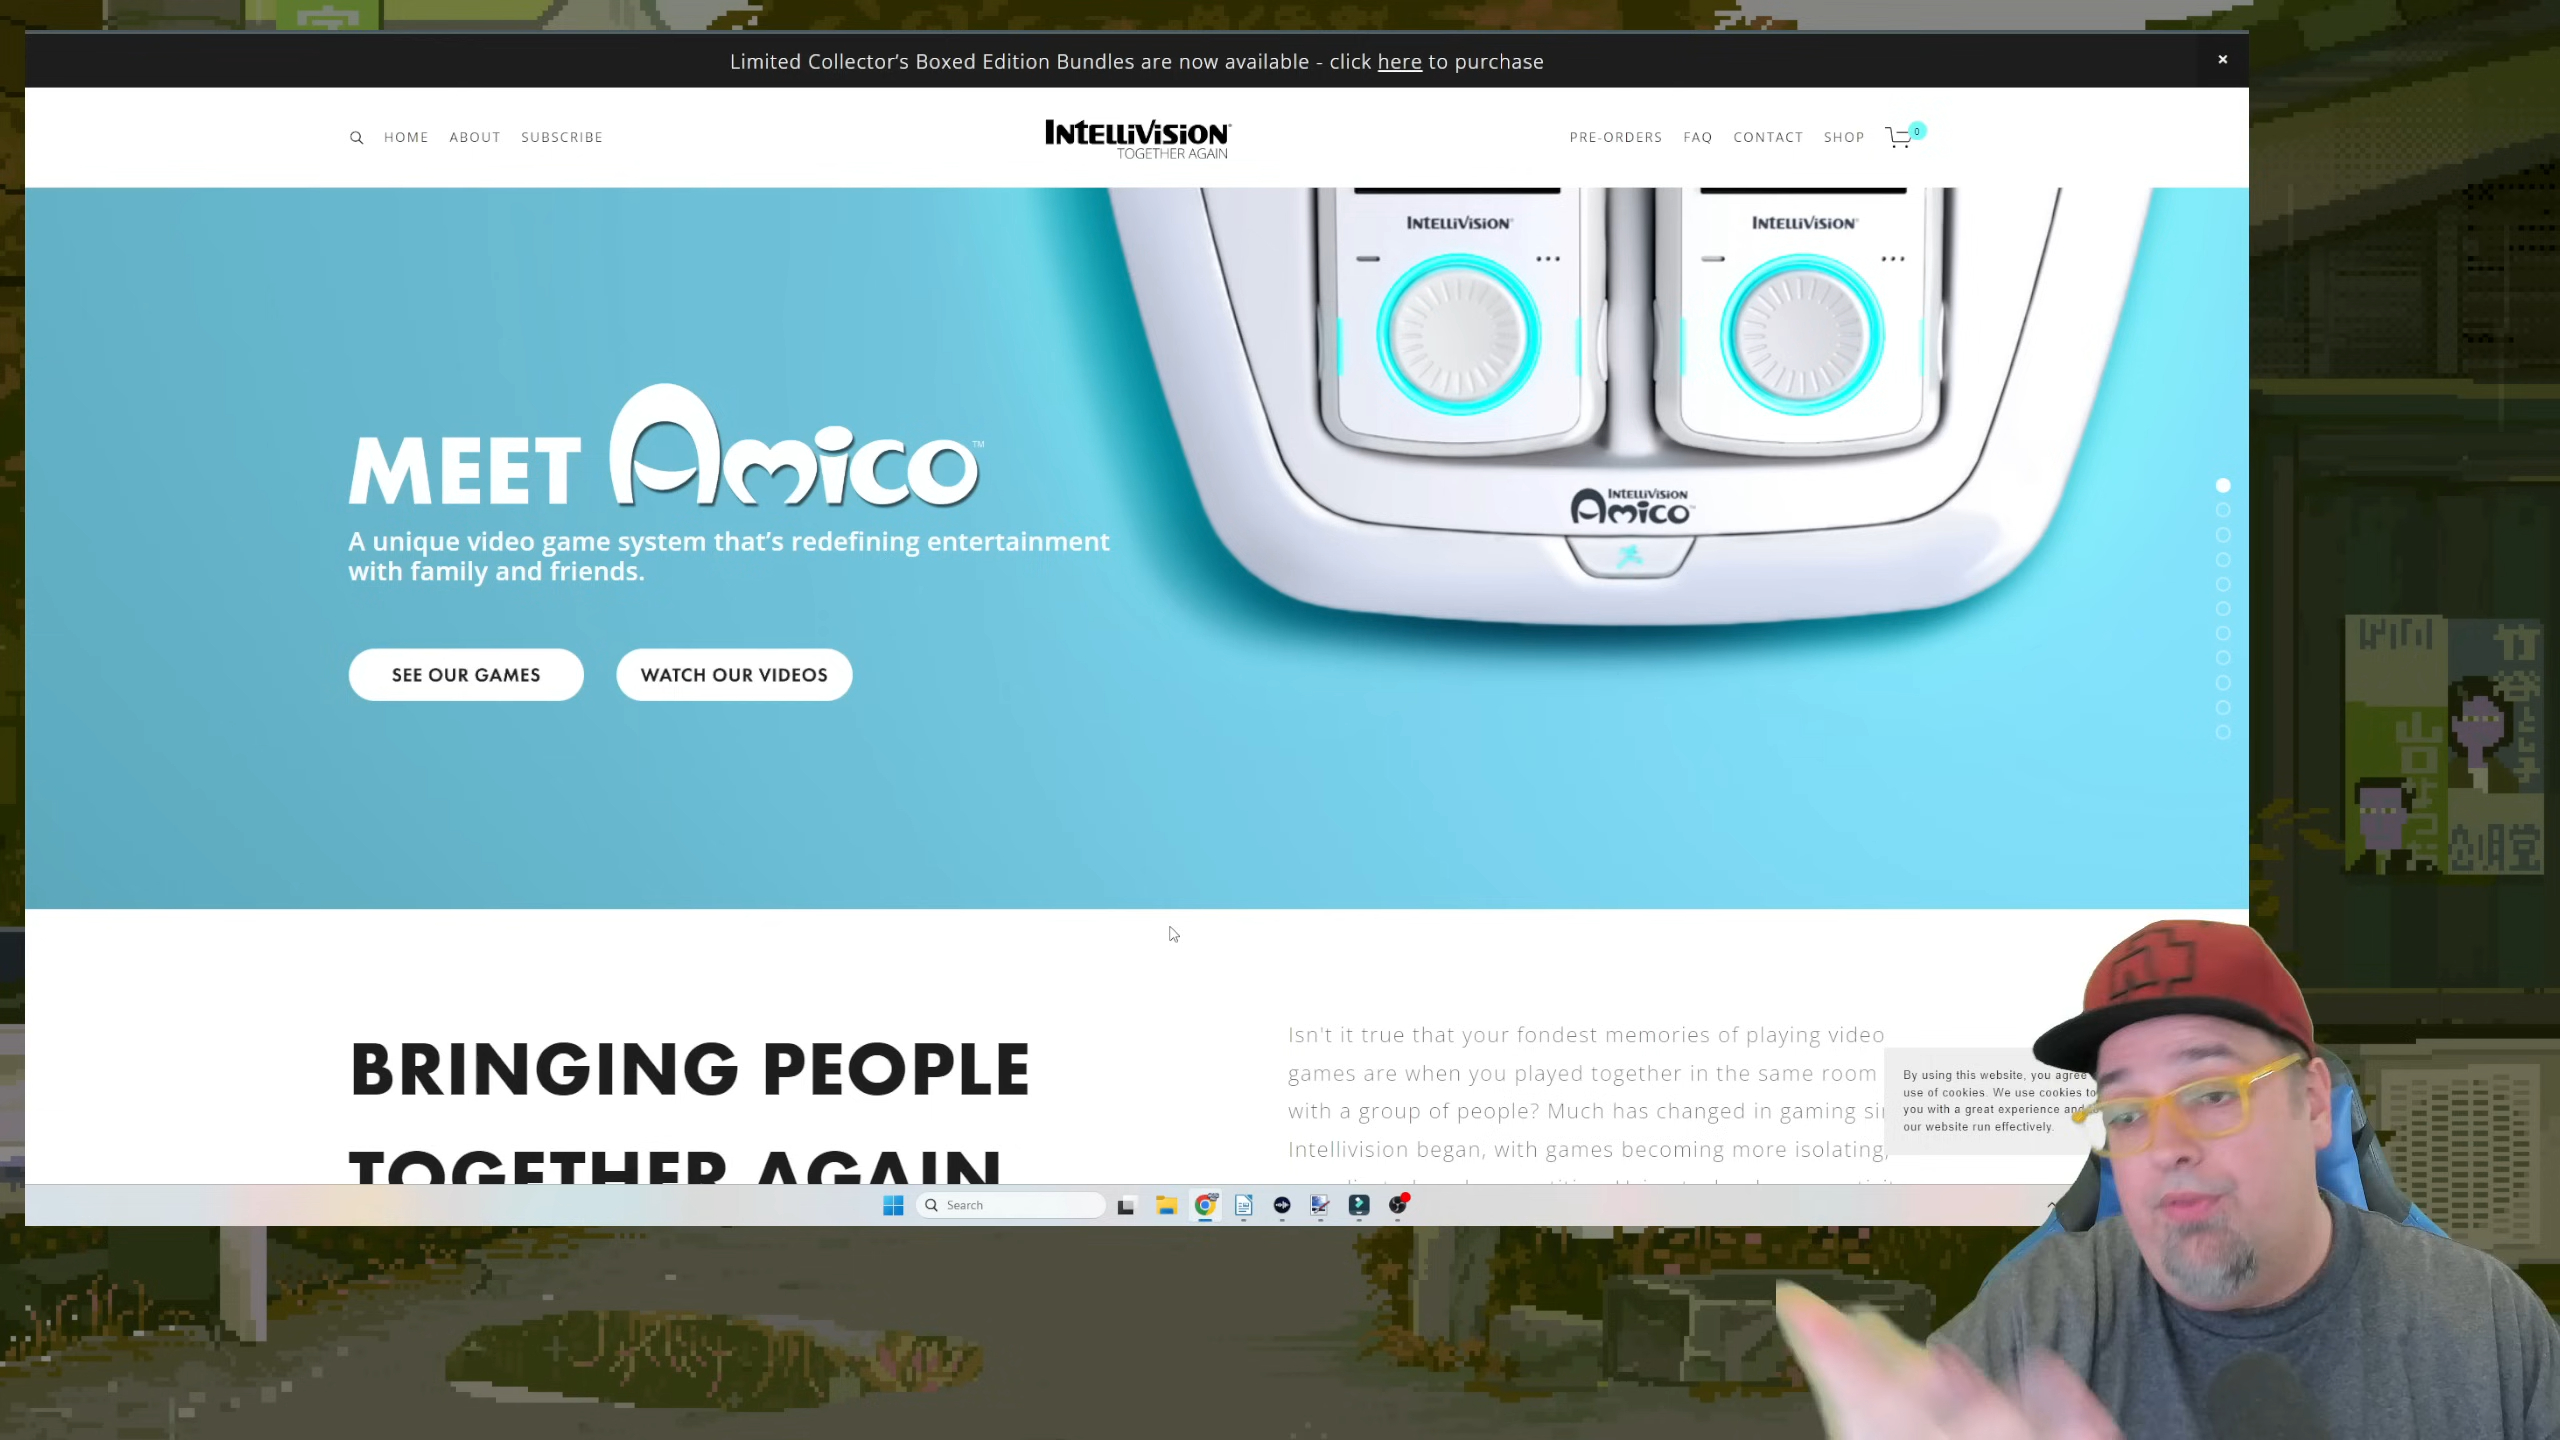 Limited Collector's Boxed Edition Bundles are now available - click here to purchase
HOME ABOUT SUBSCRIBE
INTELLIVISION
TOGETHER AGAIN
PRE-ORDERS FAQ CONTACT SHOP 0
INTELLIVISION
INTELLIVISION
MEET Amico™
A unique video game system that's redefining entertainment
with family and friends.
INTELLIVISION
Amico
SEE OUR GAMES
WATCH OUR VIDEOS
BRINGING PEOPLE
TOGETHER AGAIN
Isn't it true that your fondest memories of playing video
games are when you played together in the same room
with a group of people? Much has changed in gaming
Intellivision began, with games becoming more isolating,
By using this website, you agree
use of cookies. We use cookies to
you with a great experience and
our website run effectively.
Search